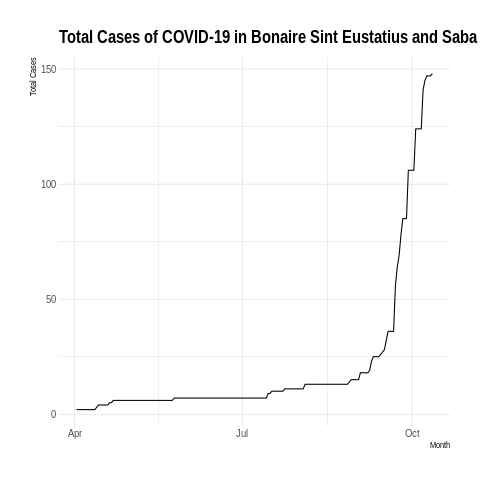 Total Cases of COVID-19 in Bonaire Sint Eustatius and Saba
Total Cases
150
100
50
0
Apr
Jul
Oct
Month